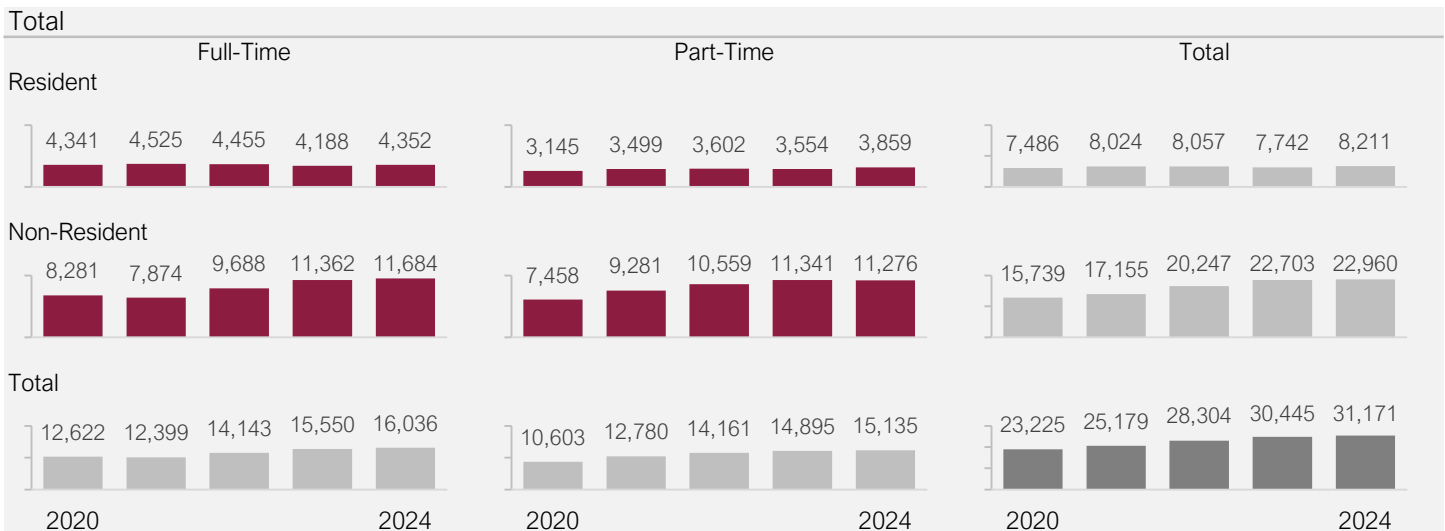 Total
Full-Time Part-Time Total
Resident
4,341 4,525 4,455 4,188 4,352 3,145 3,499 3,602 3,554 3,859 7,486 8,024 8,057 7,742 8,211
Non-Resident
8,281 7,874 9,688 11,362 11,684 7,458 9,281 10,559 11,341 11,276 15,739 17,155 20,247 22,703 22,960
Total
12,622 12,399 14,143 15,550 16,036 10,603 12,780 14,161 14,895 15,135 23,225 25,179 28,304 30,445 31,171
2020 2024 2020 2024 2020 2024